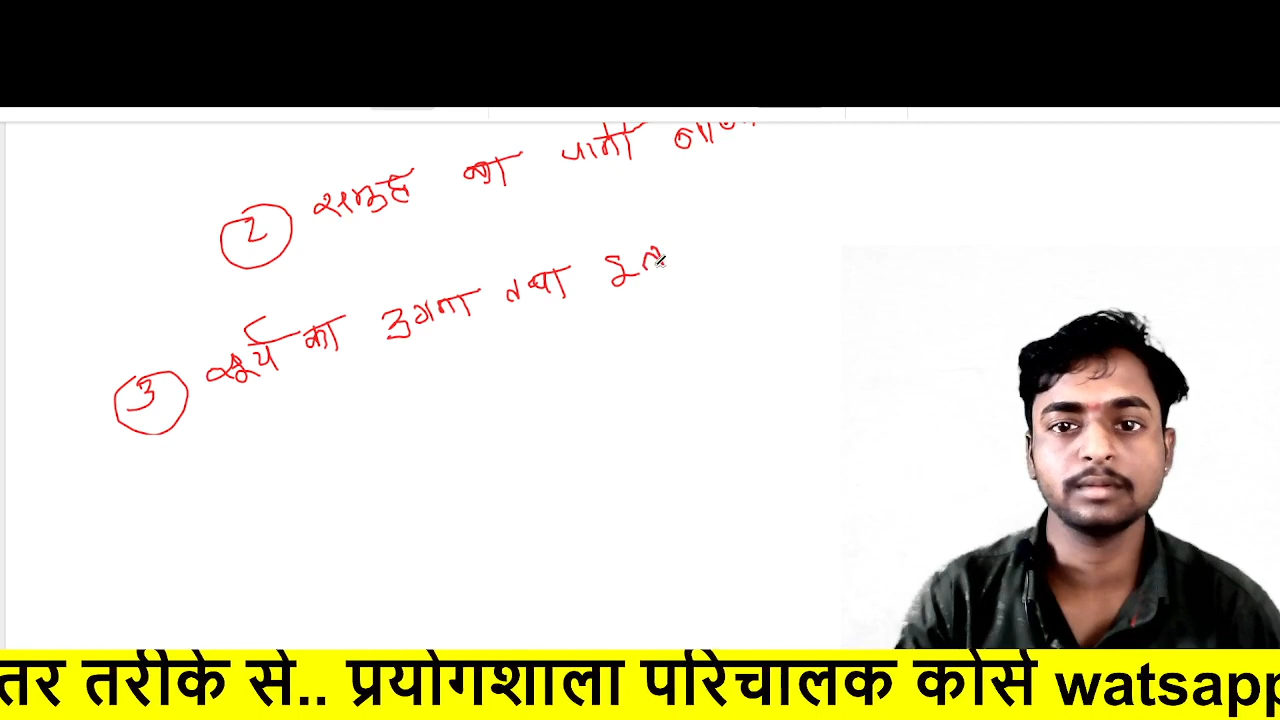 2 समुद्र का पानी
3 सूर्य का उगना तथा
तर तरीके से.. प्रयोगशाला परिचालक कोर्स watsapp